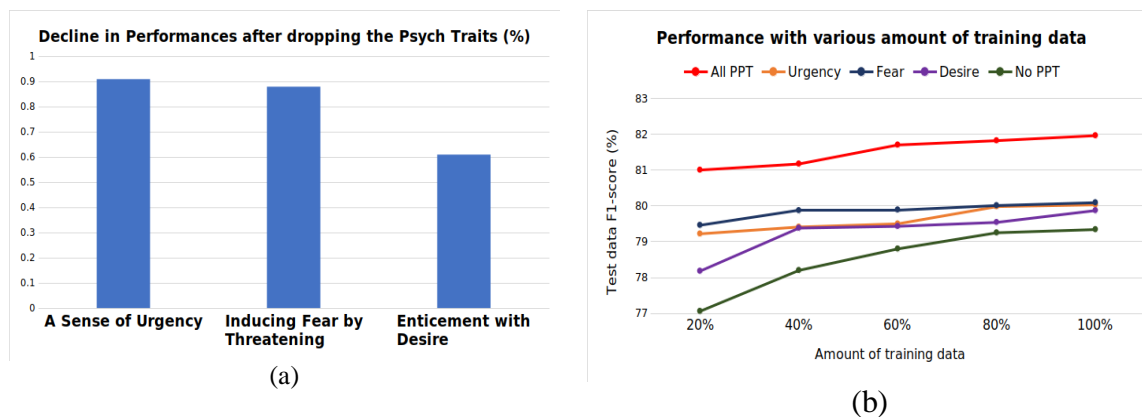 Decline in Performances after dropping the Psych Traits (%)
1
0.9
0.8
0.7
0.6
0.5
0.4
0.3
0.2
0.1
0
A Sense of Urgency
Inducing Fear by
Threatening
Enticement with
Desire
(a)
Performance with various amount of training data
All PPT Urgency Fear Desire No PPT
Test data F1-score (%)
83
82
81
80
79
78
77
20% 40% 60% 80% 100%
Amount of training data
(b)